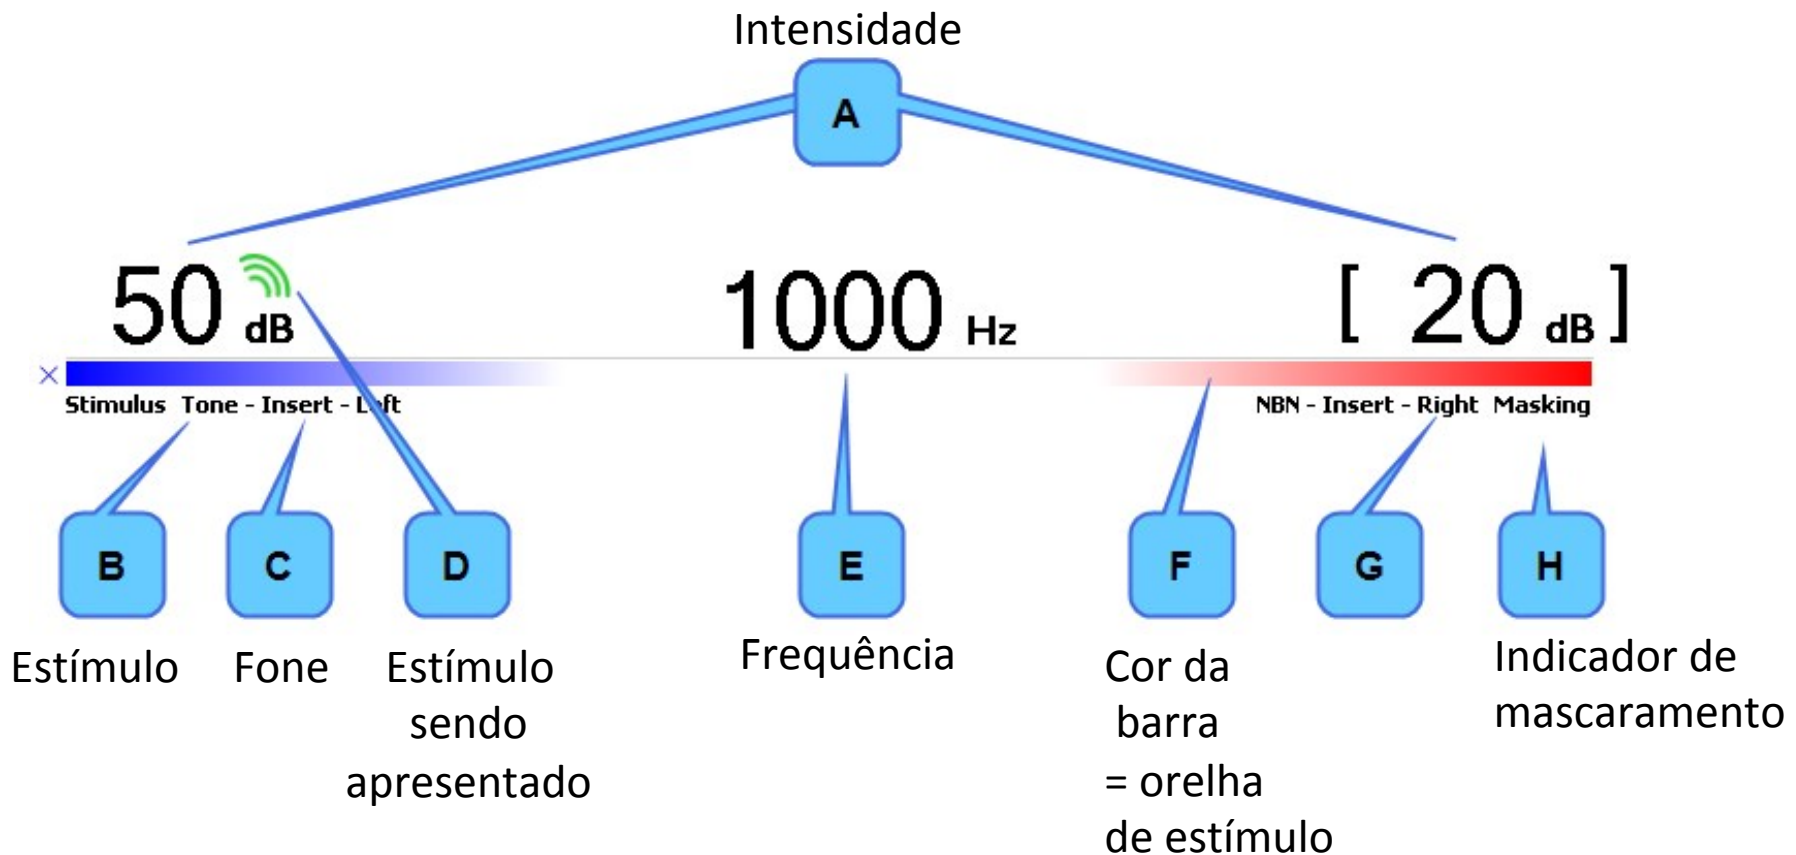 Intensidade
A
50 dB
1000 Hz
[ 20 dB ]
×
Stimulus Tone - Insert - Left
NBN - Insert - Right Masking
B
C
D
E
F
G
H
Estímulo
Fone
Estímulo
sendo
apresentado
Frequência
Cor da
barra
= orelha
de estímulo
Indicador de
mascaramento